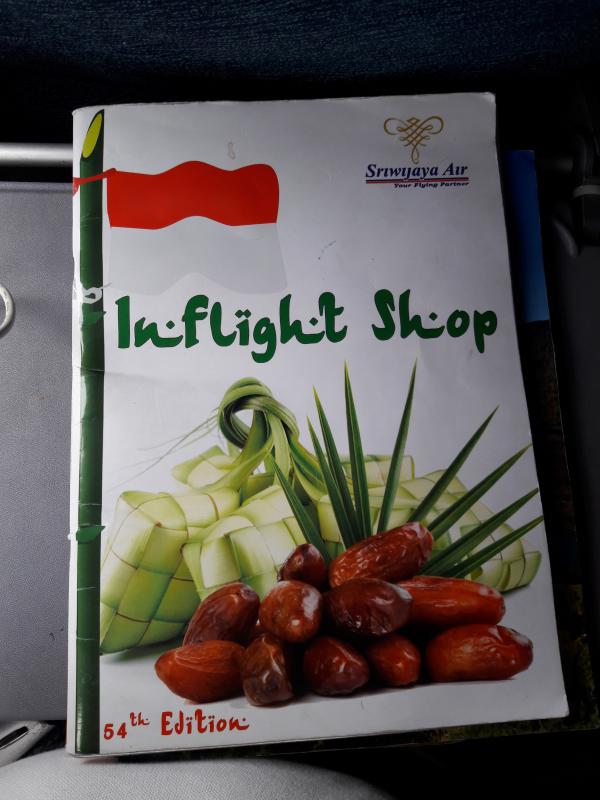 Sriwijaya Air
Your Flying Partner
Inflight Shop
54th Edition